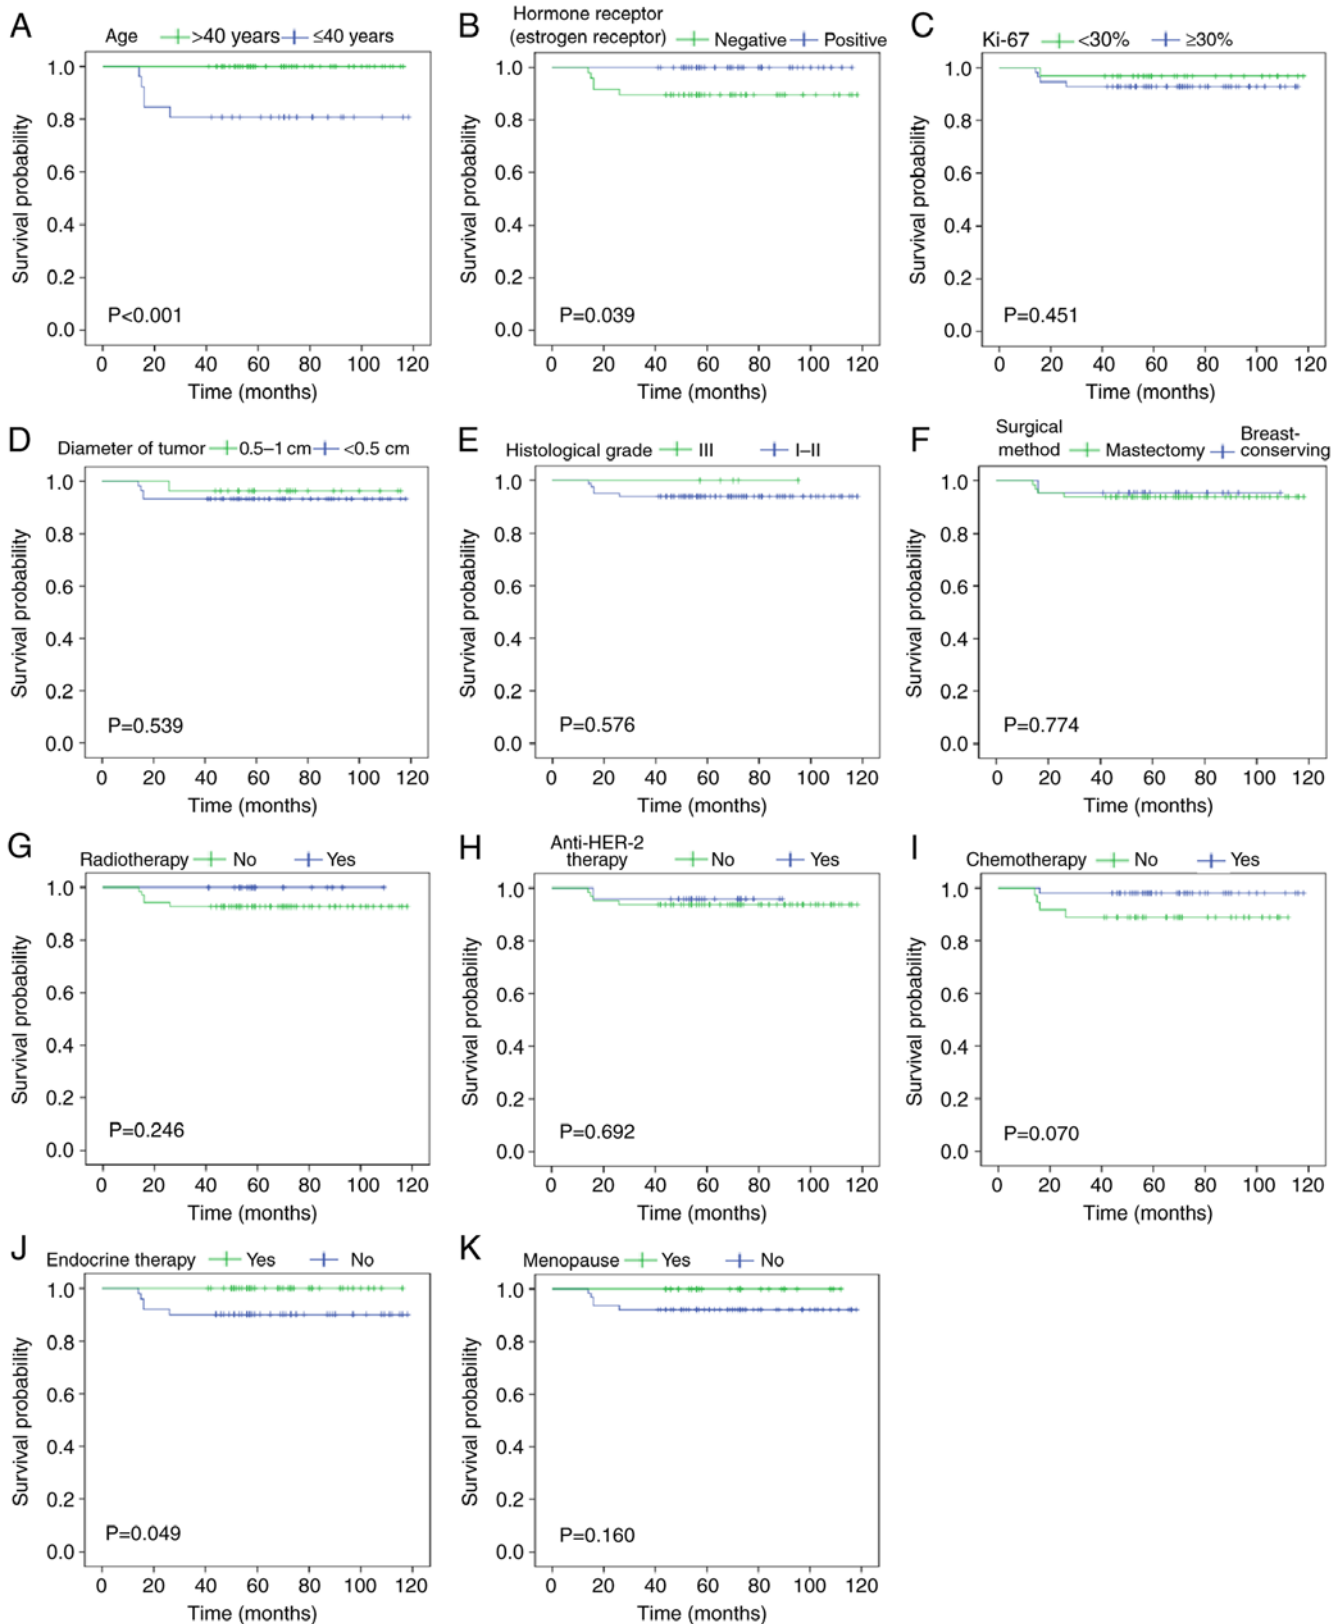 A
Age >40 years ≤40 years
1.0
0.8
0.6
0.4
0.2
0.0
Survival probability
P<0.001
0 20 40 60 80 100 120
Time (months)
B
Hormone receptor
(estrogen receptor) Negative Positive
1.0
0.8
0.6
0.4
0.2
0.0
Survival probability
P=0.039
0 20 40 60 80 100 120
Time (months)
C
Ki-67 <30% ≥30%
1.0
0.8
0.6
0.4
0.2
0.0
Survival probability
P=0.451
0 20 40 60 80 100 120
Time (months)
D
Diameter of tumor 0.5–1 cm <0.5 cm
1.0
0.8
0.6
0.4
0.2
0.0
Survival probability
P=0.539
0 20 40 60 80 100 120
Time (months)
E
Histological grade III I–II
1.0
0.8
0.6
0.4
0.2
0.0
Survival probability
P=0.576
0 20 40 60 80 100 120
Time (months)
F
Surgical
method Mastectomy Breast-
conserving
1.0
0.8
0.6
0.4
0.2
0.0
Survival probability
P=0.774
0 20 40 60 80 100 120
Time (months)
G
Radiotherapy No Yes
1.0
0.8
0.6
0.4
0.2
0.0
Survival probability
P=0.246
0 20 40 60 80 100 120
Time (months)
H
Anti-HER-2
therapy No Yes
1.0
0.8
0.6
0.4
0.2
0.0
Survival probability
P=0.692
0 20 40 60 80 100 120
Time (months)
I
Chemotherapy No Yes
1.0
0.8
0.6
0.4
0.2
0.0
Survival probability
P=0.070
0 20 40 60 80 100 120
Time (months)
J
Endocrine therapy Yes No
1.0
0.8
0.6
0.4
0.2
0.0
Survival probability
P=0.049
0 20 40 60 80 100 120
Time (months)
K
Menopause Yes No
1.0
0.8
0.6
0.4
0.2
0.0
Survival probability
P=0.160
0 20 40 60 80 100 120
Time (months)